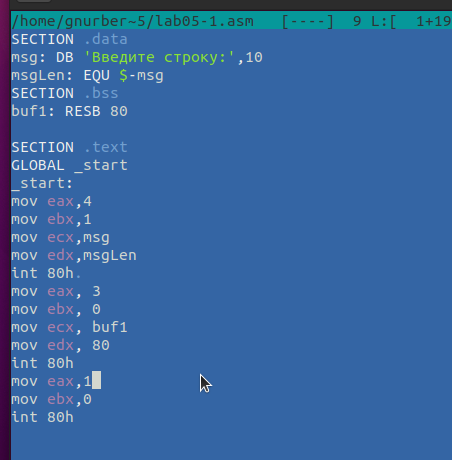 /home/gnurber~5/lab05-1.asm [----] 9 L:[ 1+19
SECTION .data
msg: DB 'Введите строку:',10
msgLen: EQU $-msg
SECTION .bss
buf1: RESB 80
SECTION .text
GLOBAL _start
_start:
mov eax,4
mov ebx,1
mov ecx,msg
mov edx,msgLen
int 80h.
mov eax, 3
mov ebx, 0
mov ecx, buf1
mov edx, 80
int 80h
mov eax,1
mov ebx,0
int 80h